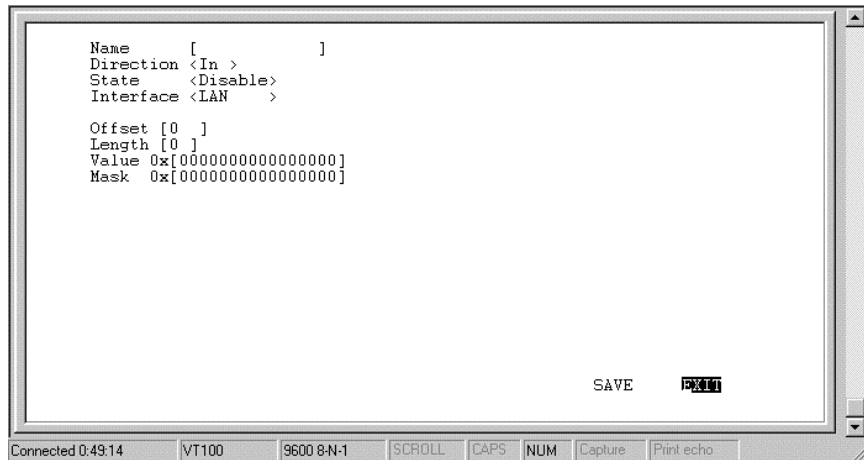 Name       [               ]
Direction <In >
State     <Disable>
Interface <LAN     >
Offset [0  ]
Length [0 ]
Value 0x[0000000000000000]
Mask  0x[0000000000000000]
SAVE EXIT
Connected 0:49:14 VT100 9600 8-N-1 SCROLL CAPS NUM Capture Print echo